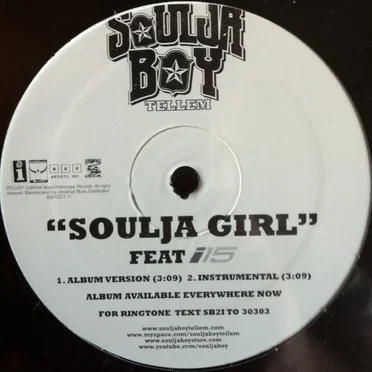 SOULJA
BOY
TELLEM
ARTISTS, INC.
"SOULJA GIRL"
FEAT i15
1. ALBUM VERSION (3:09) 2. INSTRUMENTAL (3:09)
ALBUM AVAILABLE EVERYWHERE NOW
FOR RINGTONE TEXT SB21 TO 30303
www.souljaboytellem.com
www.myspace.com/souljaboytellem
www.souljaboystore.com
www.youtube.com/souljaboy